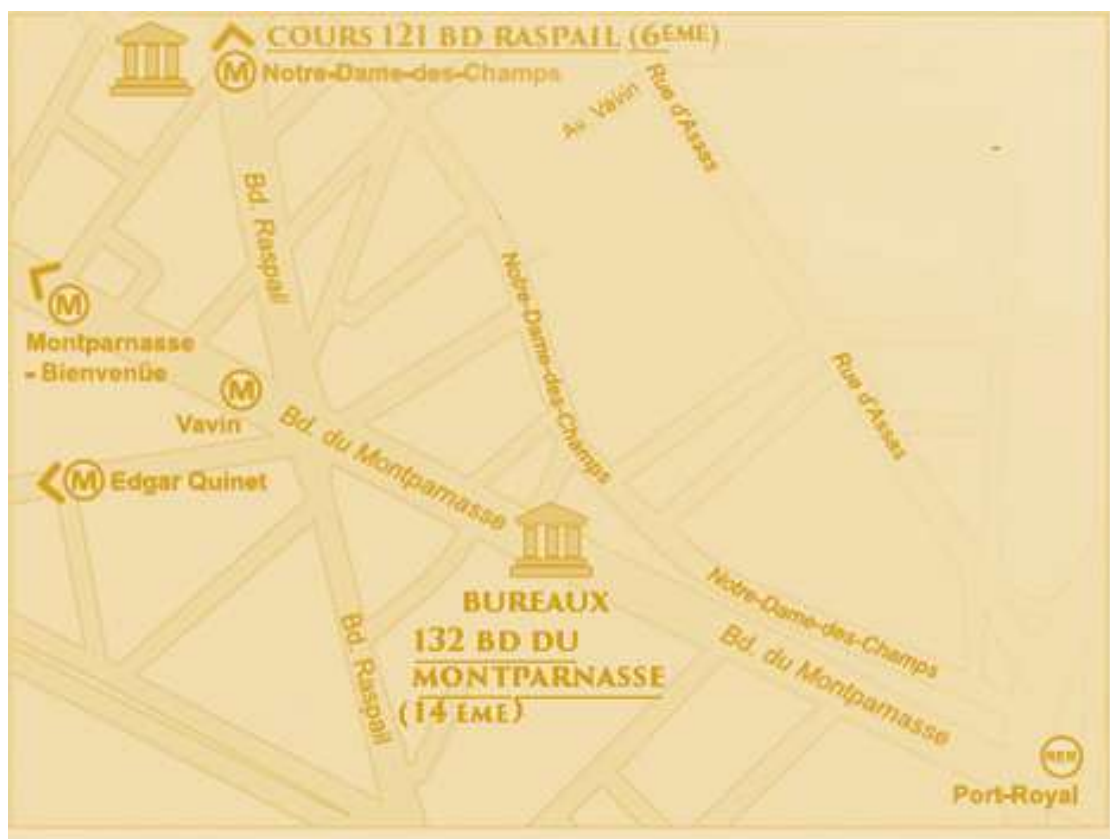 COURS 121 BD RASPAIL (6EME)
M Notre-Dame-des-Champs
Av. Vavin
Rue d'Assas
Bd. Raspail
Notre-Dame-des-Champs
M
Montparnasse
- Bienvenüe
M
Vavin
Rue d'Assas
Bd. du Montparnasse
M Edgar Quinet
BUREAUX
132 BD DU
MONTPARNASSE
(14 EME)
Bd. Raspail
Notre-Dame-des-Champs
Bd. du Montparnasse
RER
Port-Royal